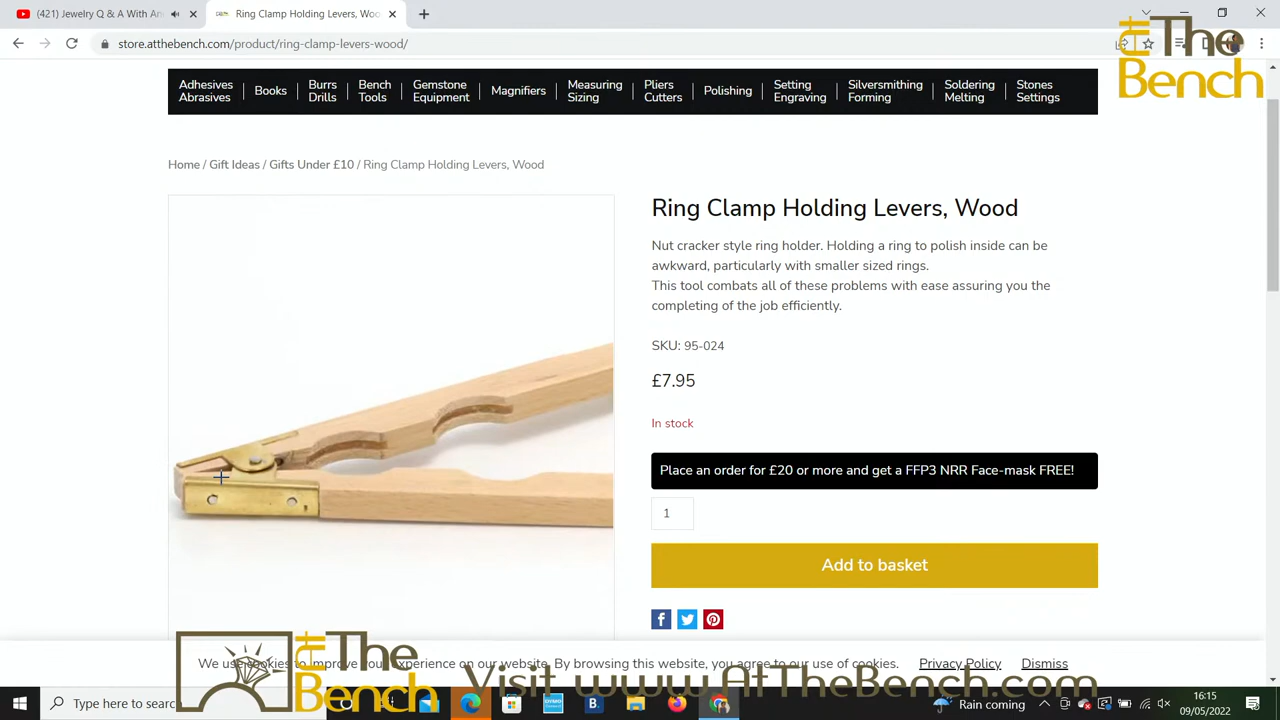 (421) Jewelry Q & A With An
Ring Clamp Holding Levers, Woo
store.atthebench.com/product/ring-clamp-levers-wood/
At The Bench
Adhesives Abrasives
Books
Burrs Drills
Bench Tools
Gemstone Equipment
Magnifiers
Measuring Sizing
Pliers Cutters
Polishing
Setting Engraving
Silversmithing Forming
Soldering Melting
Stones Settings
Home / Gift Ideas / Gifts Under £10 / Ring Clamp Holding Levers, Wood
Ring Clamp Holding Levers, Wood
Nut cracker style ring holder. Holding a ring to polish inside can be
awkward, particularly with smaller sized rings.
This tool combats all of these problems with ease assuring you the
completing of the job efficiently.
SKU: 95-024
£7.95
In stock
Place an order for £20 or more and get a FFP3 NRR Face-mask FREE!
1
Add to basket
We use cookies to improve your experience on our website. By browsing this website, you agree to our use of cookies.
Privacy Policy
Dismiss
At The Bench
Visit www.AtTheBench.com
Type here to searc
Rain coming
16:15
09/05/2022